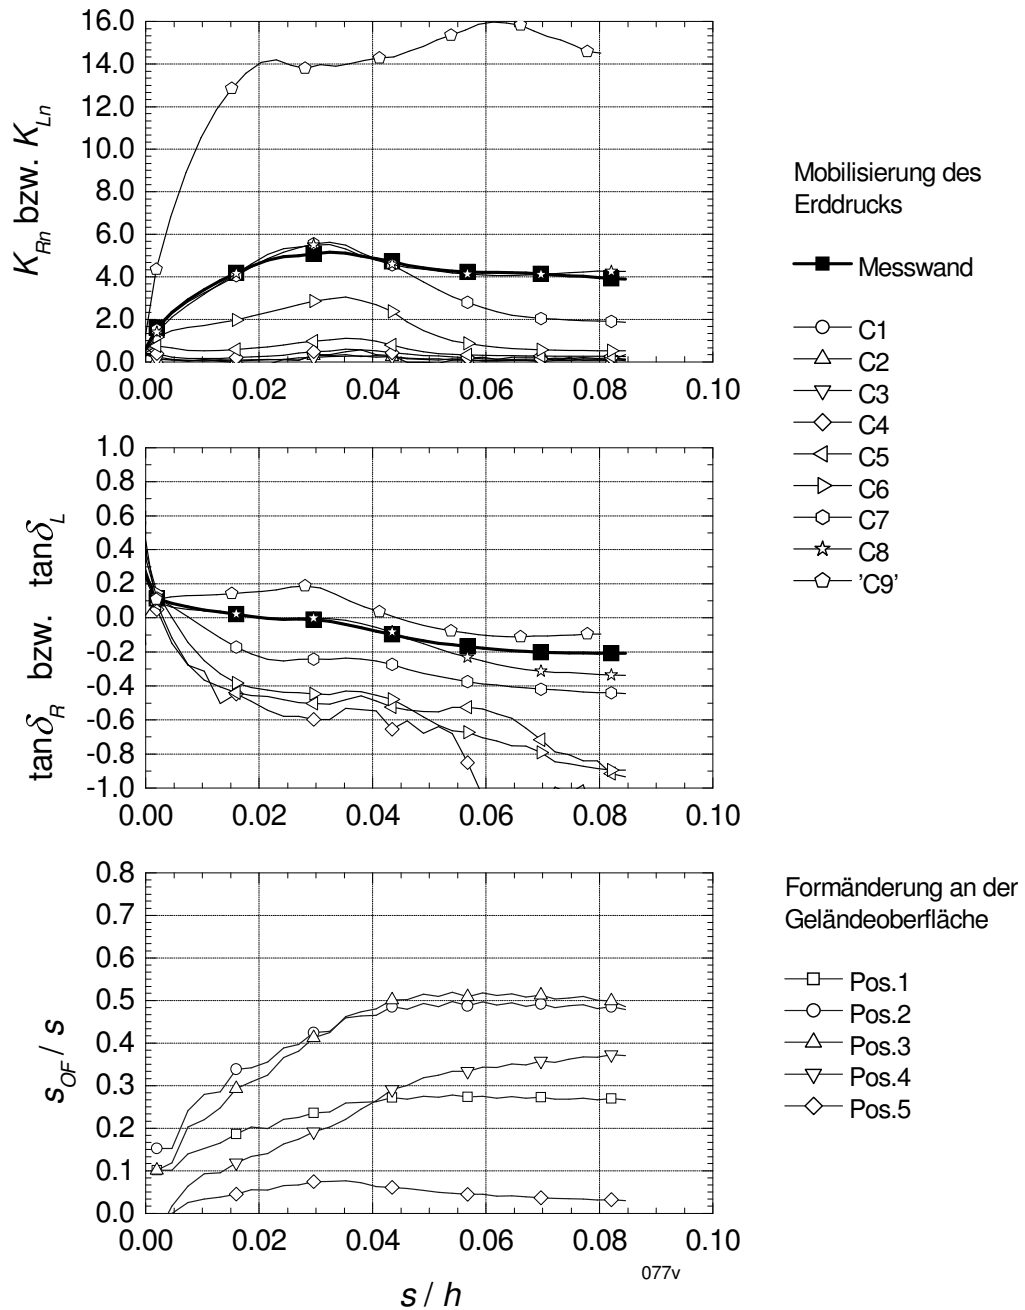 16.0
14.0
12.0
10.0
8.0
6.0
4.0
2.0
0.0
K_Rn bzw. K_Ln
0.00 0.02 0.04 0.06 0.08 0.10
Mobilisierung des
Erddrucks
Messwand
C1
C2
C3
C4
C5
C6
C7
C8
'C9'
1.0
0.8
0.6
0.4
0.2
0.0
-0.2
-0.4
-0.6
-0.8
-1.0
tanδ_R bzw. tanδ_L
0.00 0.02 0.04 0.06 0.08 0.10
0.8
0.7
0.6
0.5
0.4
0.3
0.2
0.1
0.0
s_OF / s
0.00 0.02 0.04 0.06 0.08 0.10
s / h
077v
Formänderung an der
Geländeoberfläche
Pos.1
Pos.2
Pos.3
Pos.4
Pos.5